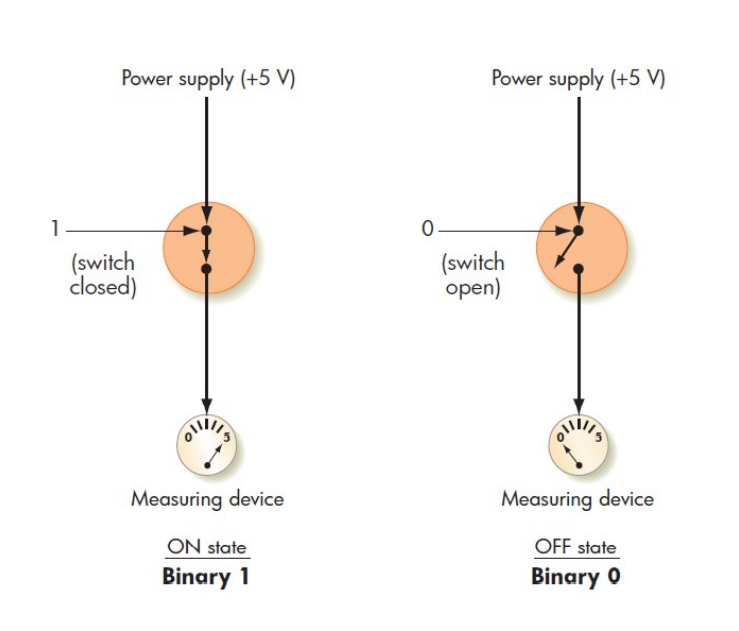 Power supply (+5 V)
1
(switch
closed)
0 5
Measuring device
ON state
Binary 1
Power supply (+5 V)
0
(switch
open)
0 5
Measuring device
OFF state
Binary 0